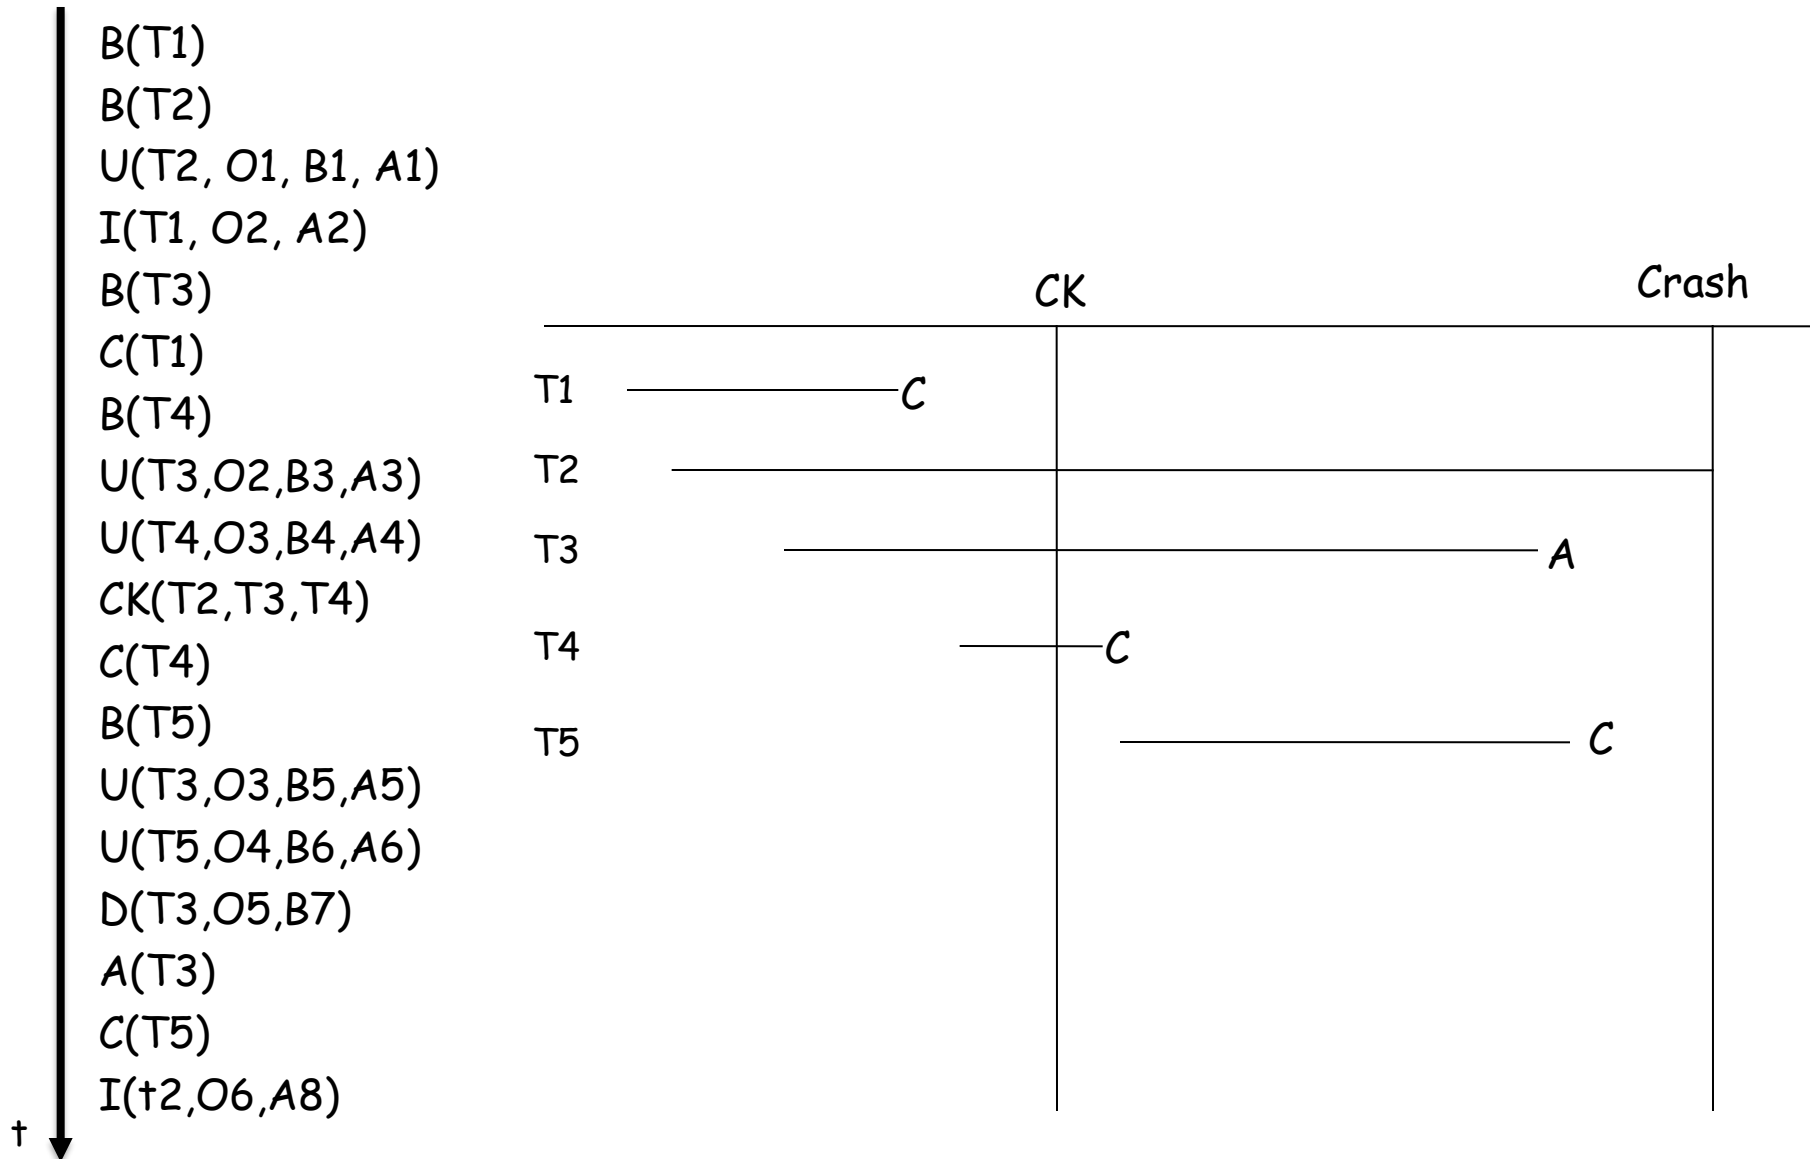 B(T1)
B(T2)
U(T2, O1, B1, A1)
I(T1, O2, A2)
B(T3)
C(T1)
B(T4)
U(T3,O2,B3,A3)
U(T4,O3,B4,A4)
CK(T2,T3,T4)
C(T4)
B(T5)
U(T3,O3,B5,A5)
U(T5,O4,B6,A6)
D(T3,O5,B7)
A(T3)
C(T5)
I(t2,O6,A8)
t
CK Crash
T1 C
T2
T3 A
T4 C
T5 C